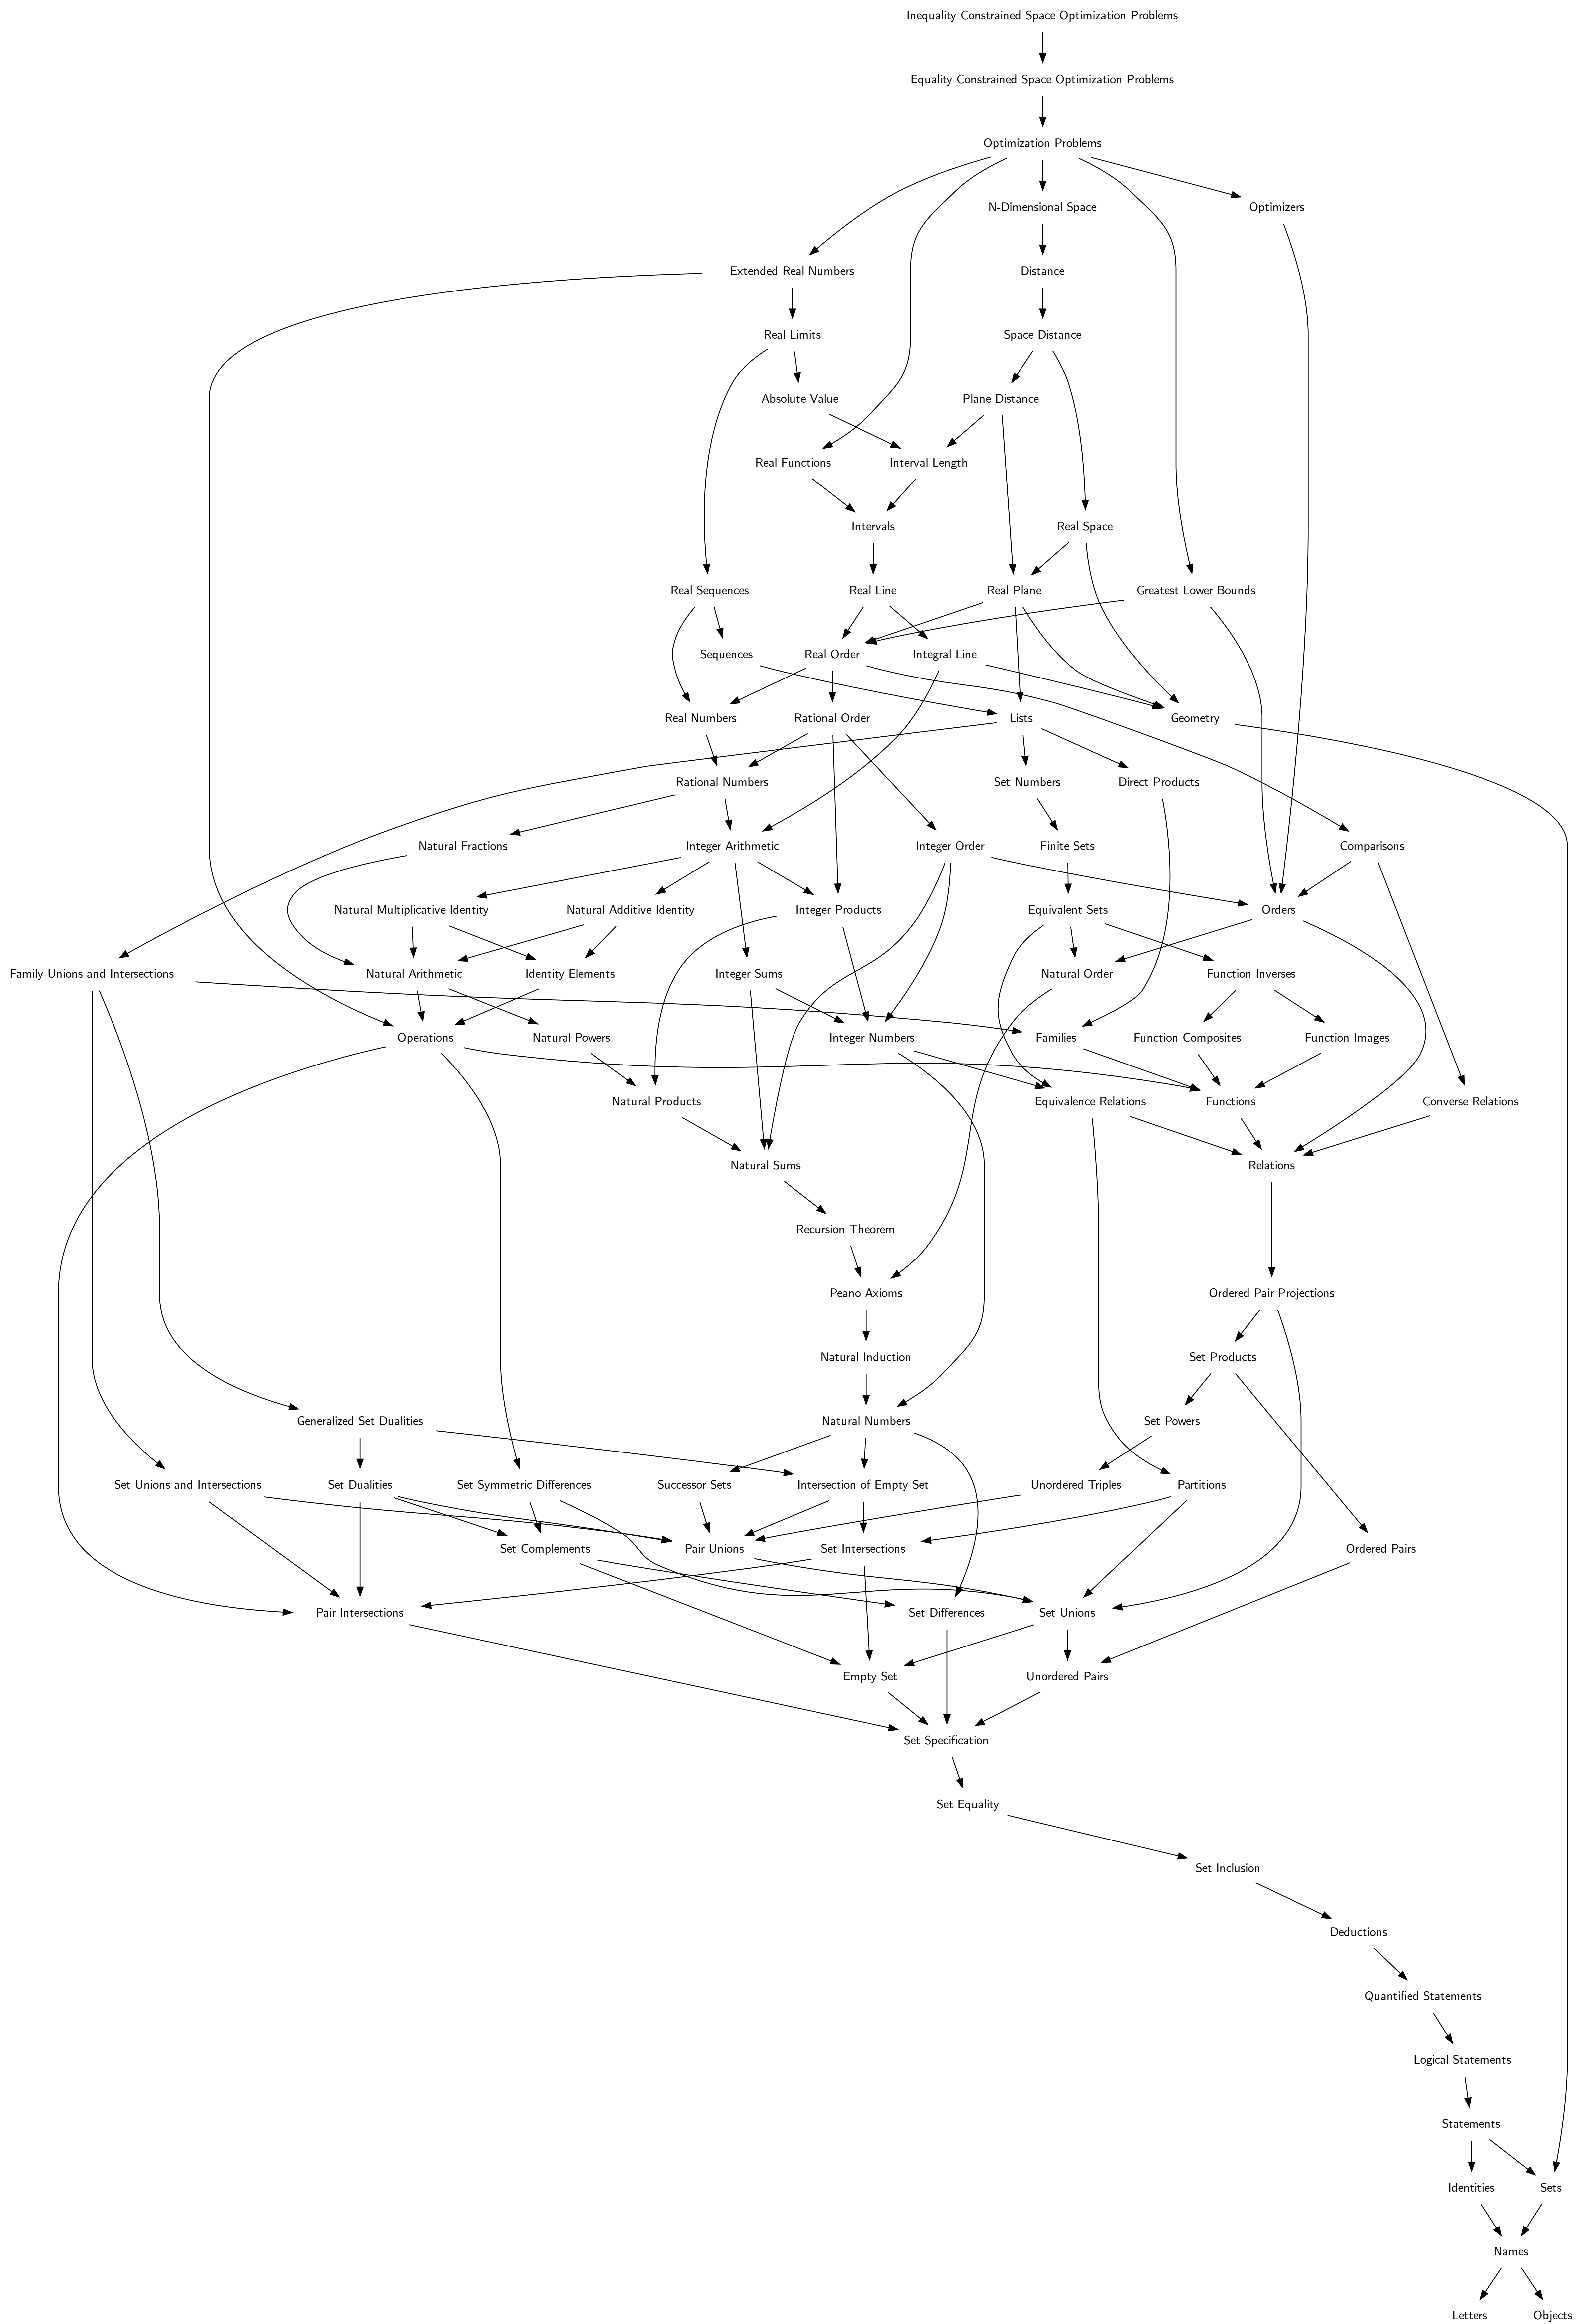 Inequality Constrained Space Optimization Problems
Equality Constrained Space Optimization Problems
Optimization Problems
N-Dimensional Space
Optimizers
Extended Real Numbers
Distance
Real Limits
Space Distance
Absolute Value
Plane Distance
Real Functions
Interval Length
Intervals
Real Space
Real Sequences
Real Line
Real Plane
Greatest Lower Bounds
Sequences
Real Order
Integral Line
Real Numbers
Rational Order
Lists
Geometry
Rational Numbers
Set Numbers
Direct Products
Natural Fractions
Integer Arithmetic
Integer Order
Finite Sets
Comparisons
Natural Multiplicative Identity
Natural Additive Identity
Integer Products
Equivalent Sets
Orders
Family Unions and Intersections
Natural Arithmetic
Identity Elements
Integer Sums
Natural Order
Function Inverses
Operations
Natural Powers
Integer Numbers
Families
Function Composites
Function Images
Natural Products
Equivalence Relations
Functions
Converse Relations
Natural Sums
Relations
Recursion Theorem
Peano Axioms
Ordered Pair Projections
Natural Induction
Set Products
Generalized Set Dualities
Natural Numbers
Set Powers
Set Unions and Intersections
Set Dualities
Set Symmetric Differences
Successor Sets
Intersection of Empty Set
Unordered Triples
Partitions
Set Complements
Pair Unions
Set Intersections
Ordered Pairs
Pair Intersections
Set Differences
Set Unions
Empty Set
Unordered Pairs
Set Specification
Set Equality
Set Inclusion
Deductions
Quantified Statements
Logical Statements
Statements
Identities
Sets
Names
Letters
Objects